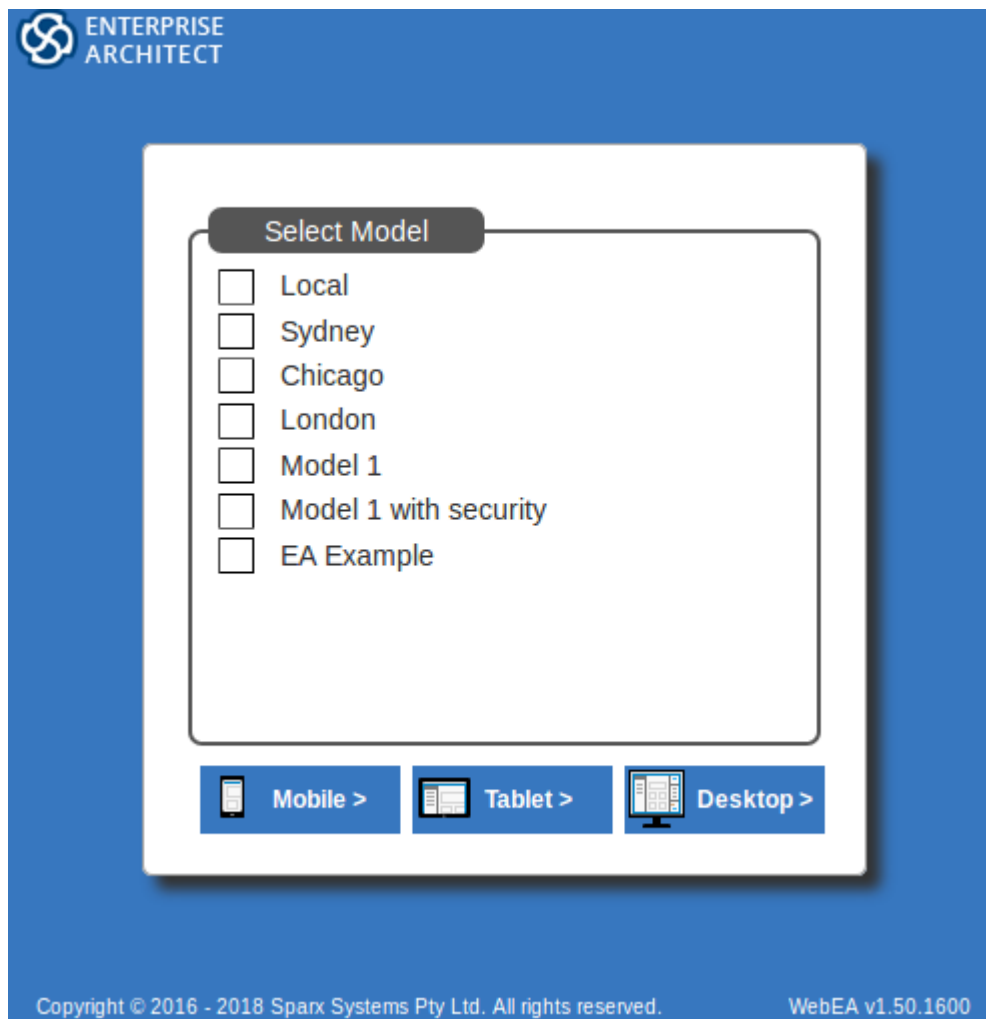 ENTERPRISE
ARCHITECT
Select Model
Local
Sydney
Chicago
London
Model 1
Model 1 with security
EA Example
Mobile > Tablet > Desktop >
Copyright © 2016 - 2018 Sparx Systems Pty Ltd. All rights reserved. WebEA v1.50.1600